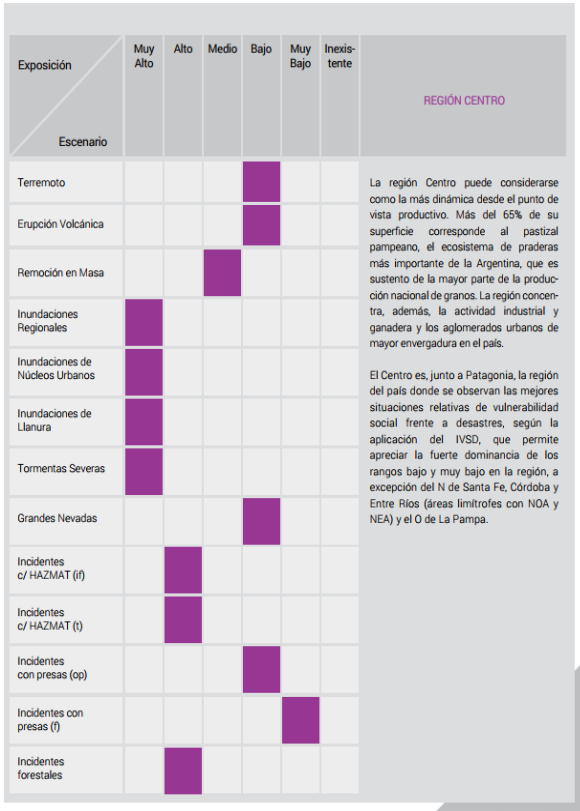 Exposición
Escenario
Muy
Alto
Alto
Medio
Bajo
Muy
Bajo
Inexis-
tente
REGIÓN CENTRO
Terremoto
Erupción Volcánica
Remoción en Masa
Inundaciones
Regionales
Inundaciones de
Núcleos Urbanos
Inundaciones de
Llanura
Tormentas Severas
Grandes Nevadas
Incidentes
c/ HAZMAT (if)
Incidentes
c/ HAZMAT (t)
Incidentes
con presas (op)
Incidentes con
presas (f)
Incidentes
forestales
La región Centro puede considerarse
como la más dinámica desde el punto de
vista productivo. Más del 65% de su
superficie corresponde al pastizal
pampeano, el ecosistema de praderas
más importante de la Argentina, que es
sustento de la mayor parte de la produc-
ción nacional de granos. La región concen-
tra, además, la actividad industrial y
ganadera y los aglomerados urbanos de
mayor envergadura en el país.
El Centro es, junto a Patagonia, la región
del país donde se observan las mejores
situaciones relativas de vulnerabilidad
social frente a desastres, según la
aplicación del IVSD, que permite
apreciar la fuerte dominancia de los
rangos bajo y muy bajo en la región, a
excepción del N de Santa Fe, Córdoba y
Entre Ríos (áreas limítrofes con NOA y
NEA) y el O de La Pampa.